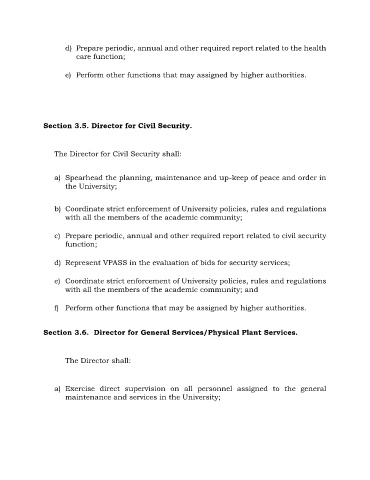 d) Prepare periodic, annual and other required report related to the health
care function;
e) Perform other functions that may assigned by higher authorities.
Section 3.5. Director for Civil Security.
The Director for Civil Security shall:
a) Spearhead the planning, maintenance and up-keep of peace and order in
the University;
b) Coordinate strict enforcement of University policies, rules and regulations
with all the members of the academic community;
c) Prepare periodic, annual and other required report related to civil security
function;
d) Represent VPASS in the evaluation of bids for security services;
e) Coordinate strict enforcement of University policies, rules and regulations
with all the members of the academic community; and
f) Perform other functions that may be assigned by higher authorities.
Section 3.6. Director for General Services/Physical Plant Services.
The Director shall:
a) Exercise direct supervision on all personnel assigned to the general
maintenance and services in the University;